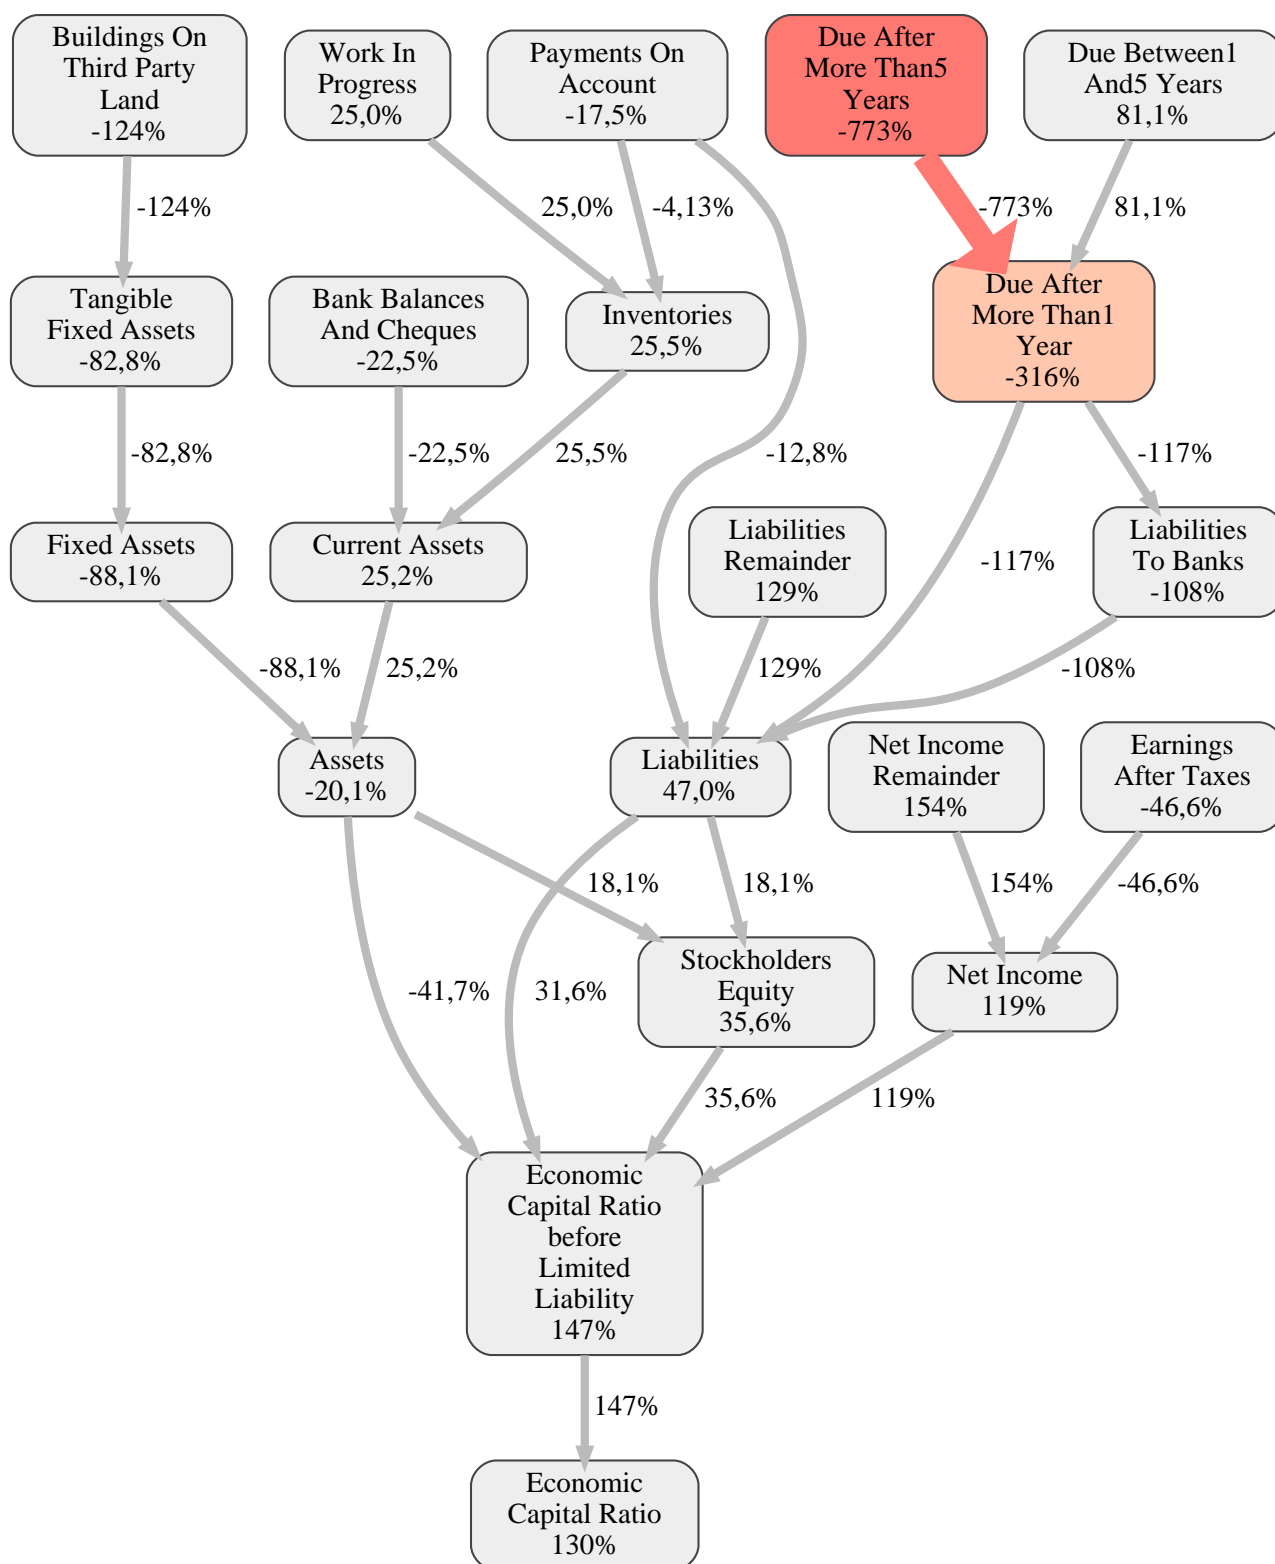 Buildings On
Third Party
Land
-124%
Work In
Progress
25,0%
Payments On
Account
-17,5%
Due After
More Than5
Years
-773%
Due Between1
And5 Years
81,1%
-124%
25,0%
-4,13%
-773%
81,1%
Tangible
Fixed Assets
-82,8%
Bank Balances
And Cheques
-22,5%
Inventories
25,5%
Due After
More Than1
Year
-316%
-82,8%
-22,5%
25,5%
-12,8%
-117%
-117%
Fixed Assets
-88,1%
Current Assets
25,2%
Liabilities
Remainder
129%
Liabilities
To Banks
-108%
-88,1%
25,2%
129%
-108%
Assets
-20,1%
Liabilities
47,0%
Net Income
Remainder
154%
Earnings
After Taxes
-46,6%
18,1%
18,1%
154%
-46,6%
-41,7%
31,6%
Stockholders
Equity
35,6%
Net Income
119%
35,6%
119%
Economic
Capital Ratio
before
Limited
Liability
147%
147%
Economic
Capital Ratio
130%